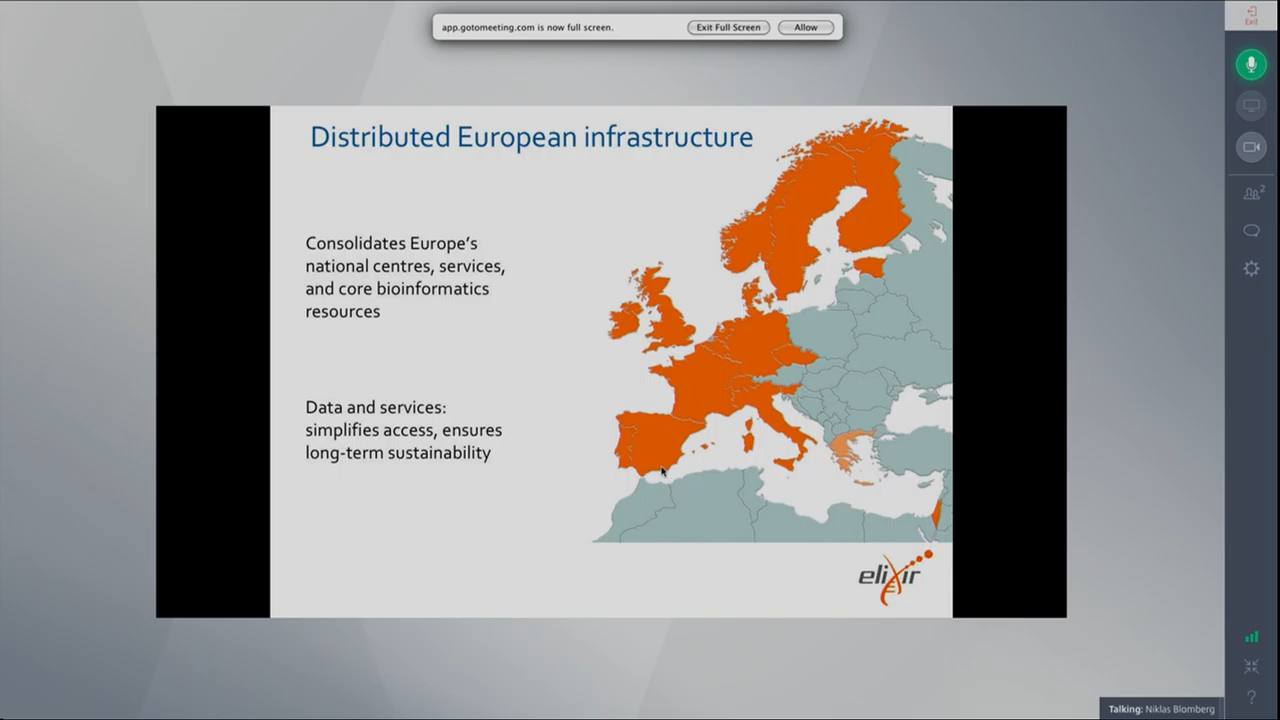 app.gotomeeting.com is now full screen.
Exit Full Screen
Allow
Exit
2
Distributed European infrastructure
Consolidates Europe's
national centres, services,
and core bioinformatics
resources
Data and services:
simplifies access, ensures
long-term sustainability
elixir
?
Talking: Niklas Blomberg